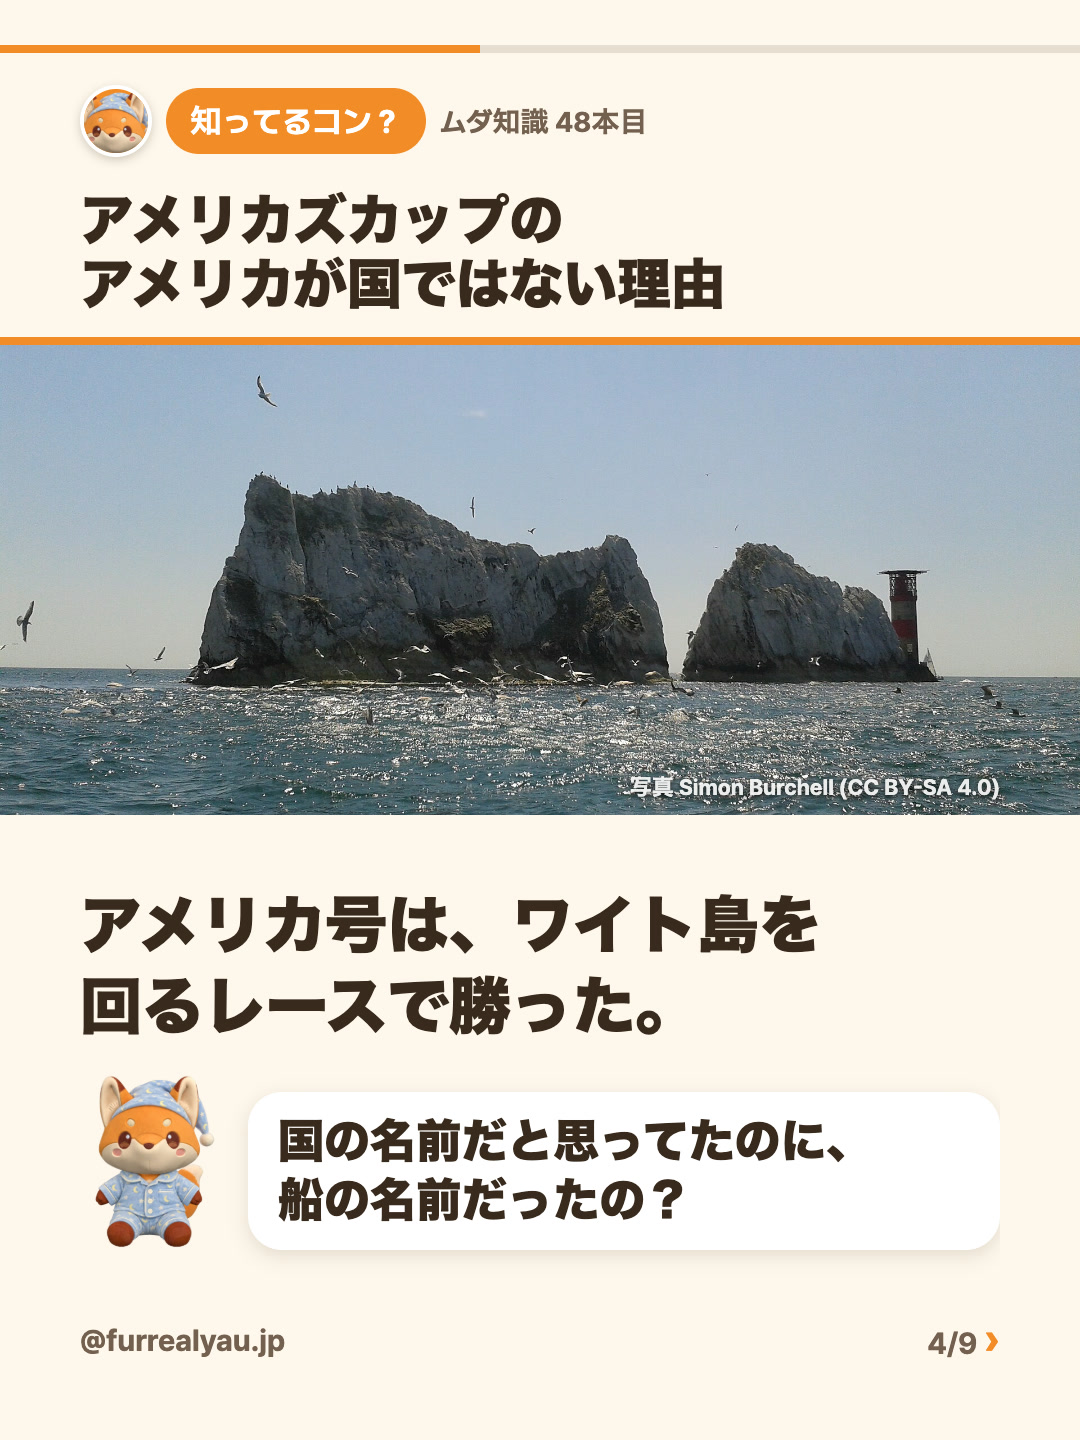 知ってるコン？
ムダ知識 48本目
アメリカズカップの
アメリカが国ではない理由
写真 Simon Burchell (CC BY-SA 4.0)
アメリカ号は、ワイト島を
回るレースで勝った。
国の名前だと思ってたのに、
船の名前だったの？
@furrealyau.jp
4/9 ›